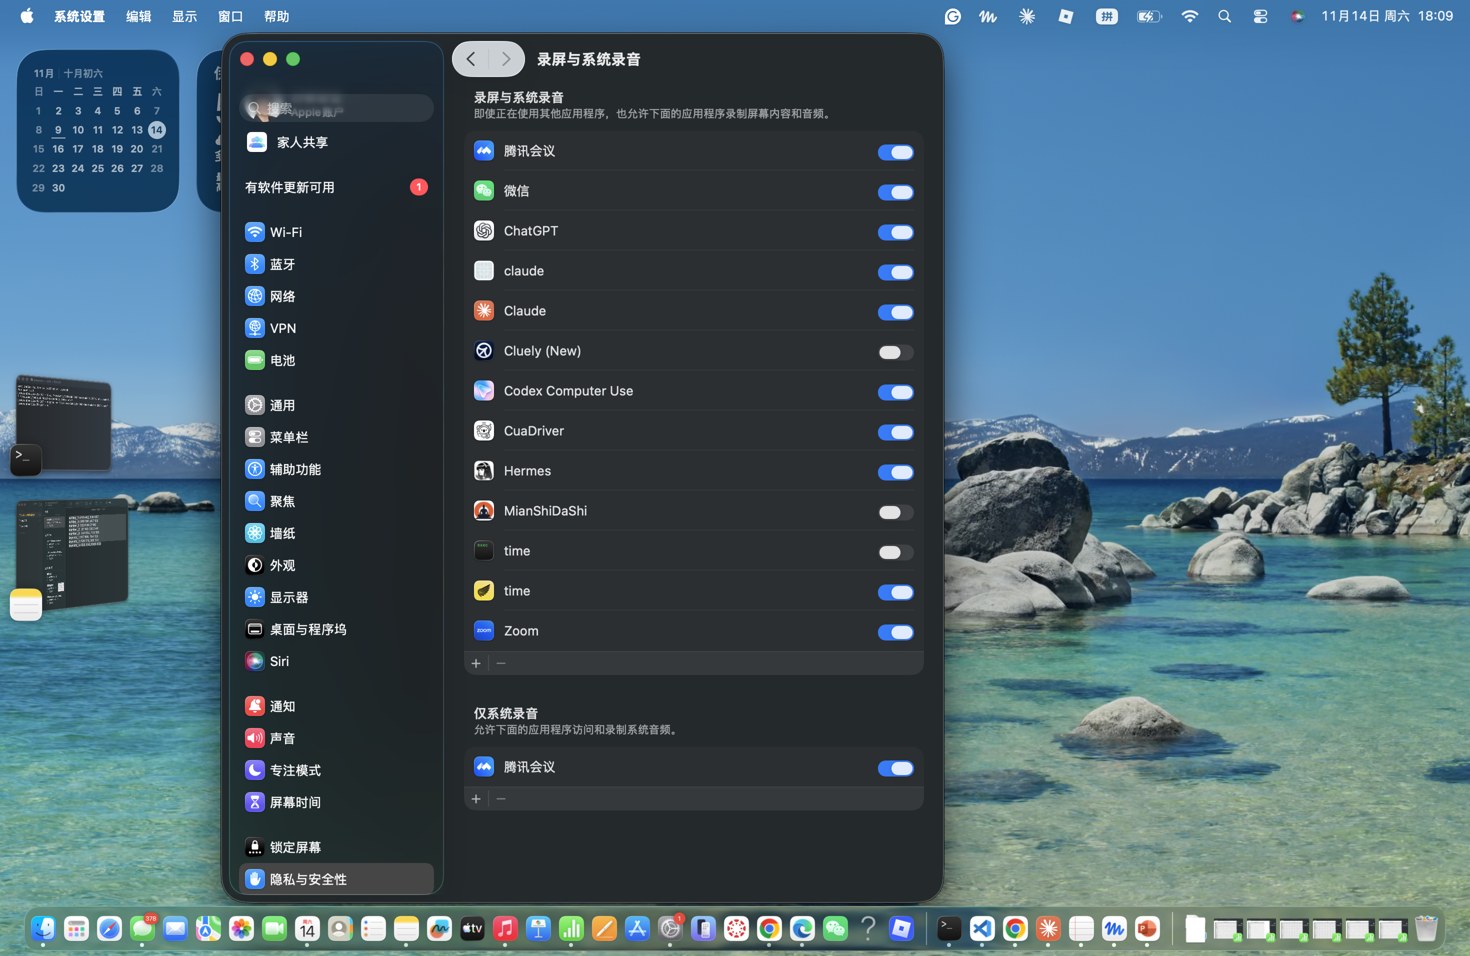 系统设置 编辑 显示 窗口 帮助
拼
11月14日 周六 18:09
11月 十月初六
日 一 二 三 四 五 六
1 2 3 4 5 6 7
8 9 10 11 12 13 14
15 16 17 18 19 20 21
22 23 24 25 26 27 28
29 30
搜索
Apple 账户
家人共享
有软件更新可用 1
Wi-Fi
蓝牙
网络
VPN
电池
通用
菜单栏
辅助功能
聚焦
墙纸
外观
显示器
桌面与程序坞
Siri
通知
声音
专注模式
屏幕时间
锁定屏幕
隐私与安全性
录屏与系统录音
录屏与系统录音
即使正在使用其他应用程序，也允许下面的应用程序录制屏幕内容和音频。
腾讯会议
微信
ChatGPT
claude
Claude
Cluely (New)
Codex Computer Use
CuaDriver
Hermes
MianShiDaShi
time
time
zoom Zoom
+ −
仅系统录音
允许下面的应用程序访问和录制系统音频。
腾讯会议
+ −
378
14
tv
1